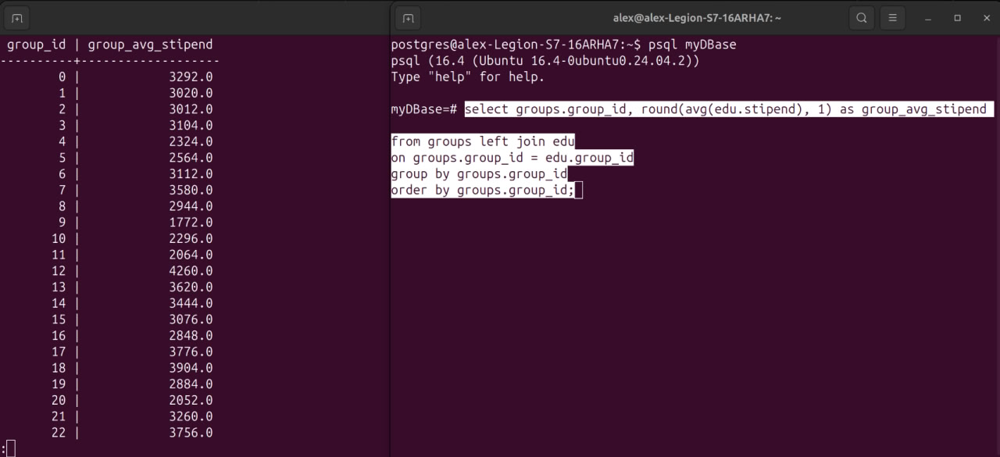 group_id | group_avg_stipend
----------+-------------------
0 | 3292.0
1 | 3020.0
2 | 3012.0
3 | 3104.0
4 | 2324.0
5 | 2564.0
6 | 3112.0
7 | 3580.0
8 | 2944.0
9 | 1772.0
10 | 2296.0
11 | 2064.0
12 | 4260.0
13 | 3620.0
14 | 3444.0
15 | 3076.0
16 | 2848.0
17 | 3776.0
18 | 3904.0
19 | 2884.0
20 | 2052.0
21 | 3260.0
22 | 3756.0
:
alex@alex-Legion-S7-16ARHA7: ~
postgres@alex-Legion-S7-16ARHA7:~$ psql myDBase
psql (16.4 (Ubuntu 16.4-0ubuntu0.24.04.2))
Type "help" for help.
myDBase=# select groups.group_id, round(avg(edu.stipend), 1) as group_avg_stipend
from groups left join edu
on groups.group_id = edu.group_id
group by groups.group_id
order by groups.group_id;